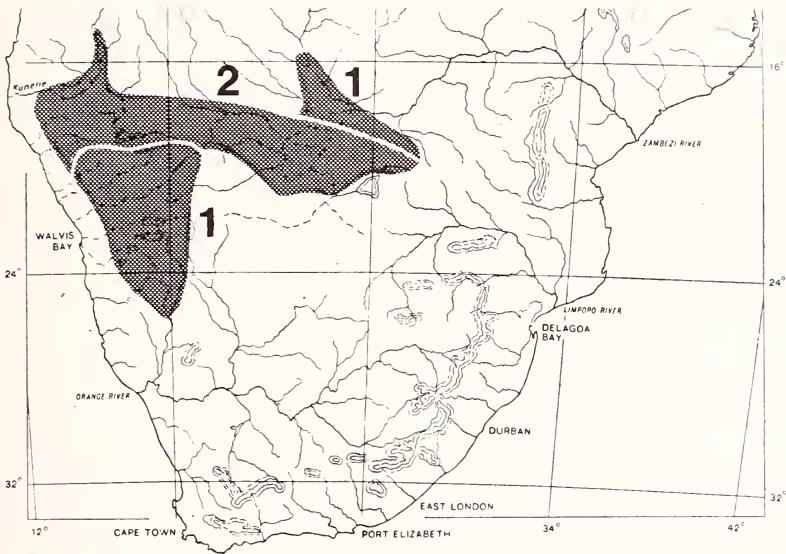 16°
Kunene
2
1
ZAMBEZI RIVER
1
WALVIS BAY
24°
24°
LIMPOPO RIVER
DELAGOA BAY
ORANGE RIVER
DURBAN
32°
32°
EAST LONDON
12°
CAPE TOWN
PORT ELIZABETH
34°
42°